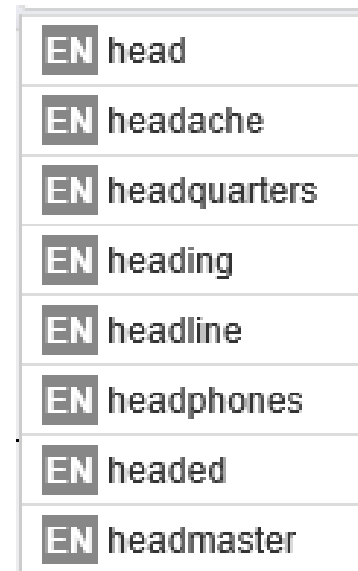 EN head
EN headache
EN headquarters
EN heading
EN headline
EN headphones
EN headed
EN headmaster